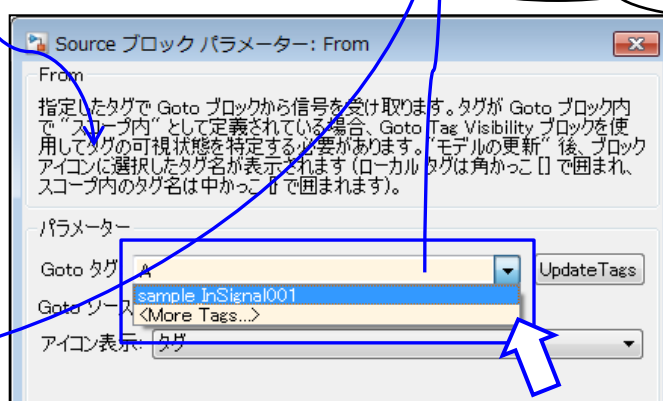 Source ブロック パラメーター: From
From
指定したタグで Goto ブロックから信号を受け取ります。タグが Goto ブロック内
で "スコープ内" として定義されている場合、Goto Tag Visibility ブロックを使
用してタグの可視状態を特定する必要があります。"モデルの更新" 後、ブロック
アイコンに選択したタグ名が表示されます (ローカル タグは角かっこ [] で囲まれ、
スコープ内のタグ名は中かっこ {} で囲まれます)。
パラメーター
Goto タグ: A
UpdateTags
sample_InSignal001
Goto ソース
<More Tags...>
アイコン表示: タグ